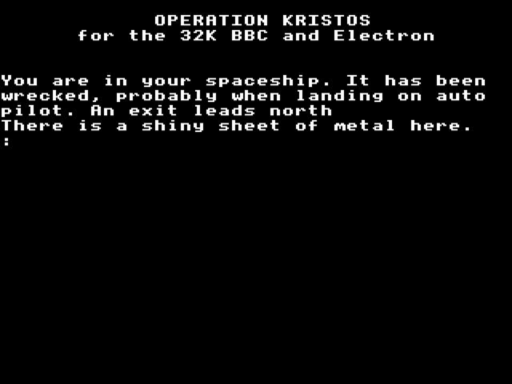 OPERATION KRISTOS
for the 32K BBC and Electron
You are in your spaceship. It has been
wrecked, probably when landing on auto
pilot. An exit leads north
There is a shiny sheet of metal here.
: